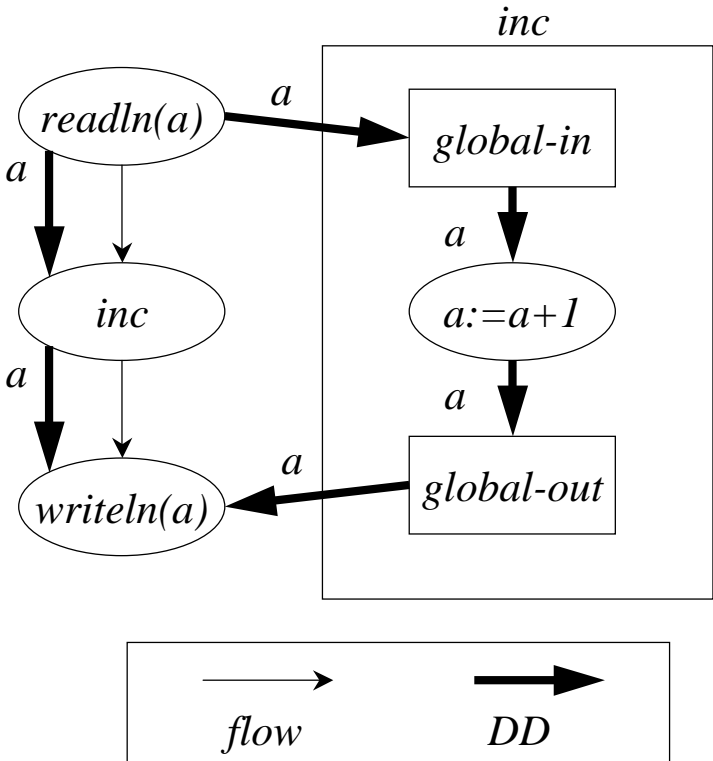 inc
a
readln(a)
global-in
a
a
inc
a:=a+1
a
a
a
writeln(a)
global-out
flow
DD